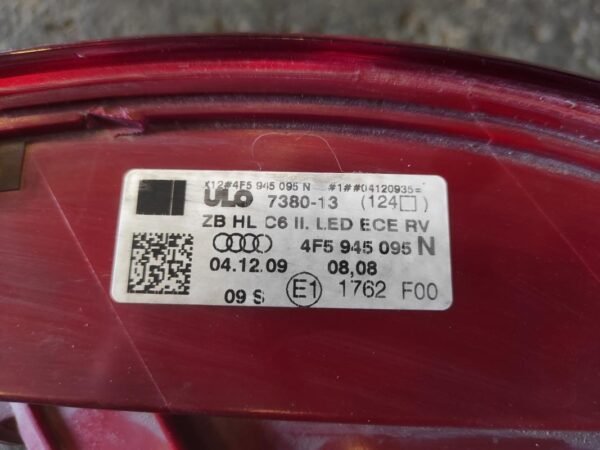 X12#4F5 945 095 N #1##04120935=
ULO 7380-13 (124□)
ZB HL C6 II. LED ECE RV
4F5 945 095 N
04.12.09 08,08
09 S E1 1762 F00